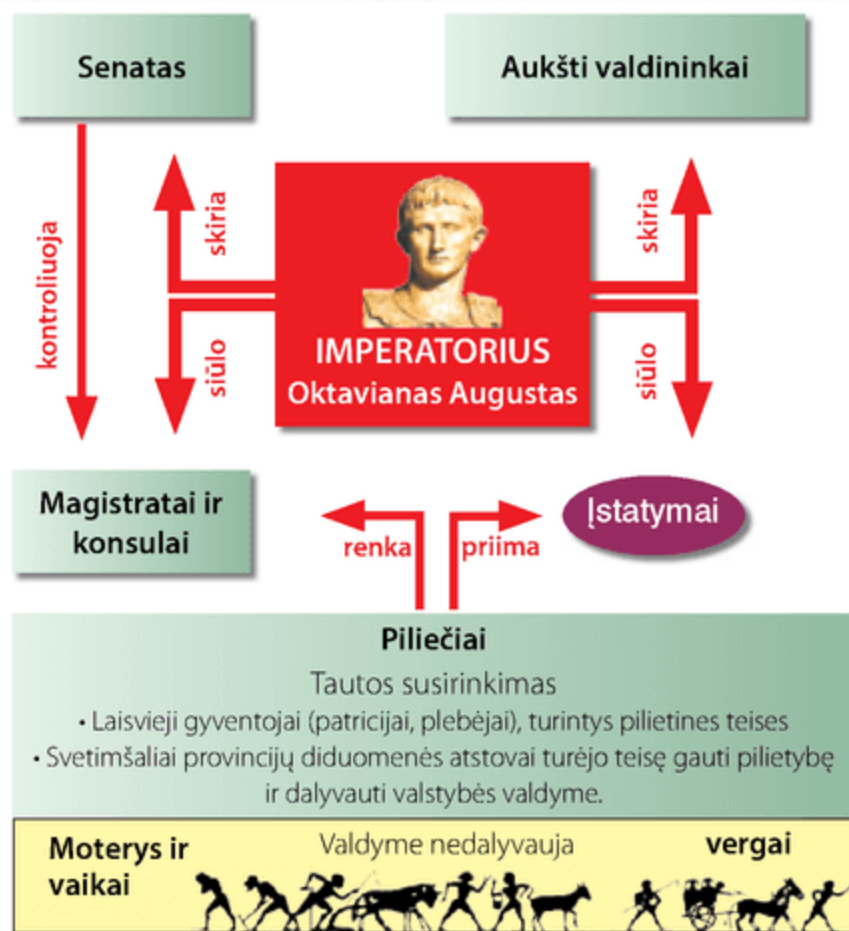 Senatas
Aukšti valdininkai
kontroliuoja
skiria
skiria
siūlo
siūlo
IMPERATORIUS
Oktavianas Augustas
Magistratai ir
konsulai
Įstatymai
renka
priima
Piliečiai
Tautos susirinkimas
• Laisvieji gyventojai (patricijai, plebėjai), turintys pilietines teises
• Svetimšaliai provincijų diduomenės atstovai turėjo teisę gauti pilietybę
ir dalyvauti valstybės valdyme.
Moterys ir
vaikai
Valdyme nedalyvauja
vergai